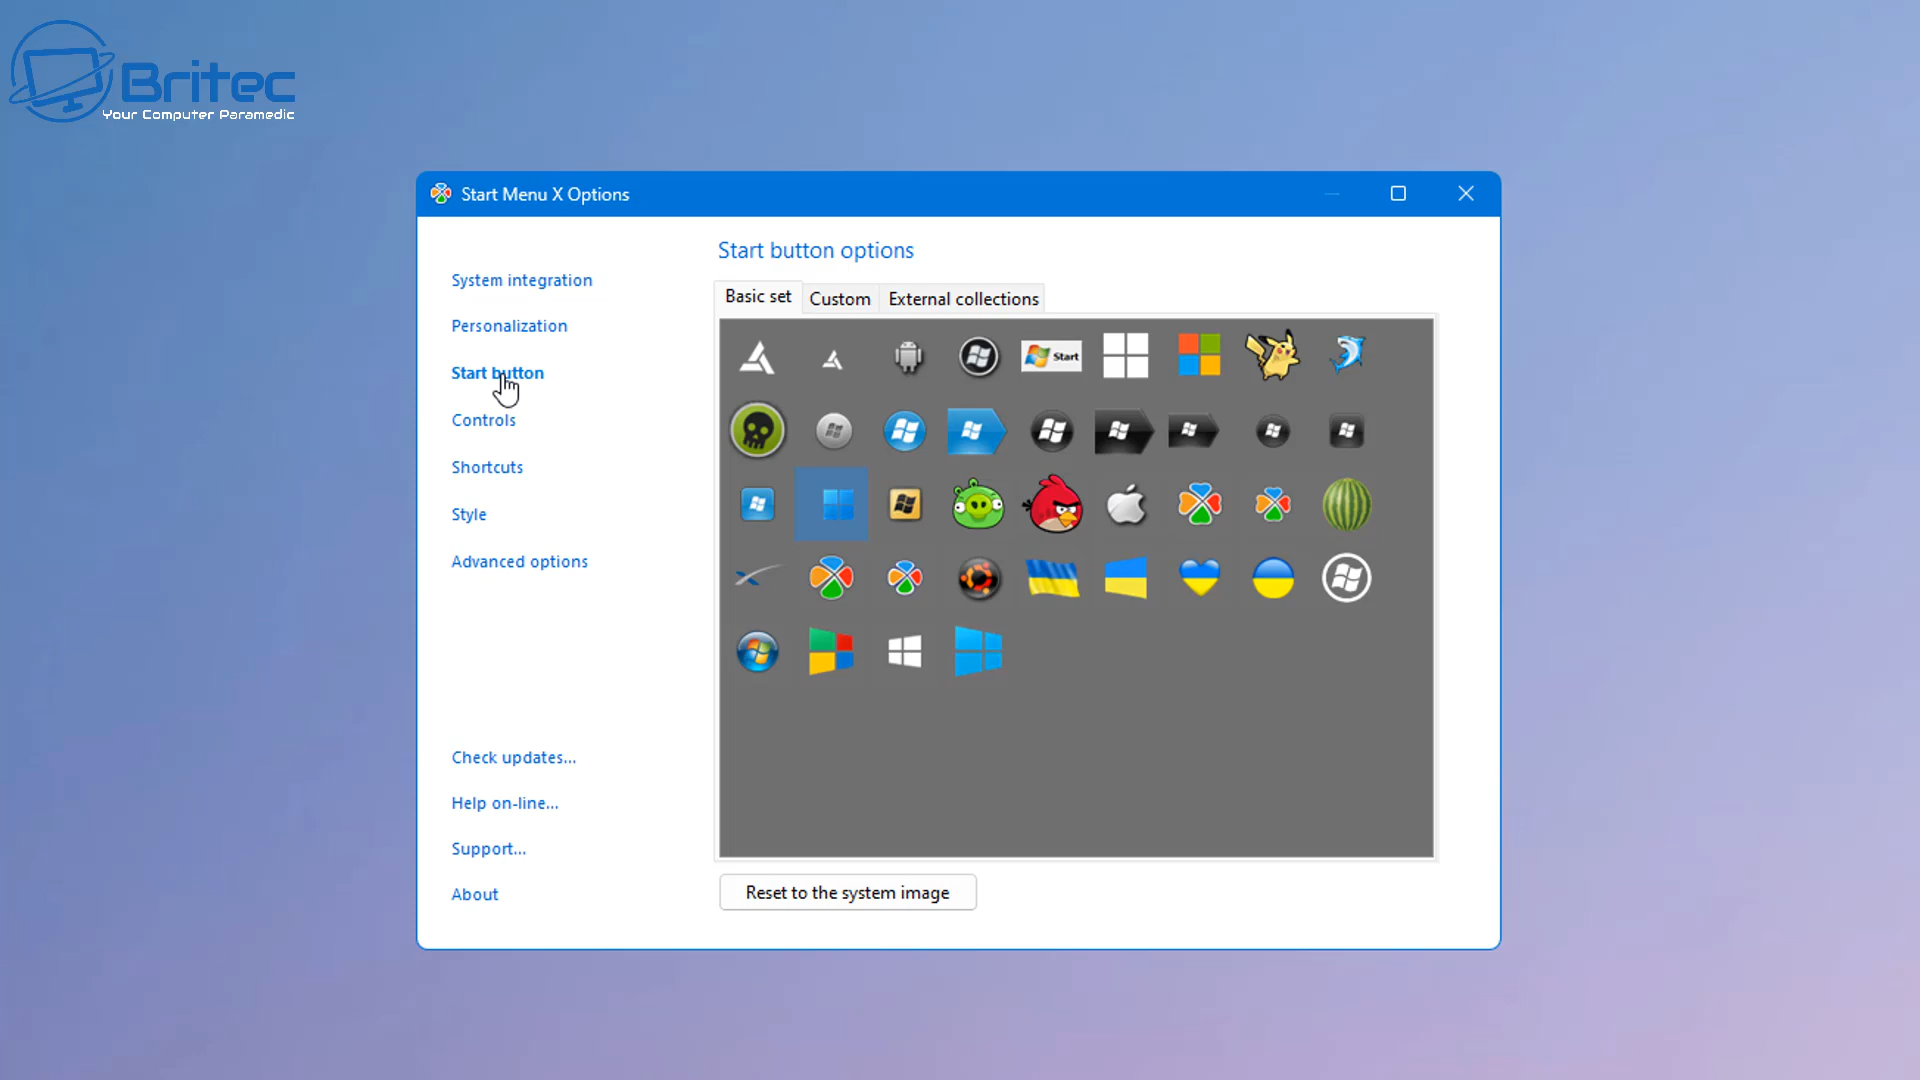 Britec
Your Computer Paramedic
Start Menu X Options
System integration
Personalization
Start button
Controls
Shortcuts
Style
Advanced options
Check updates...
Help on-line...
Support...
About
Start button options
Basic set
Custom
External collections
Start
Reset to the system image